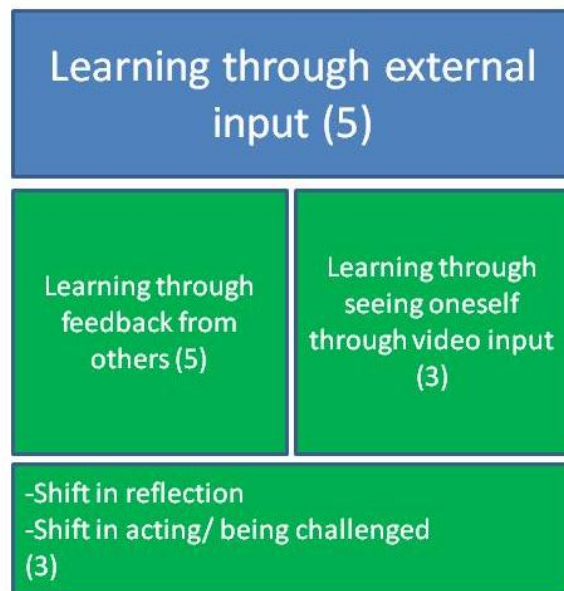 Learning through external
input (5)
Learning through
feedback from
others (5)
Learning through
seeing oneself
through video input
(3)
-Shift in reflection
-Shift in acting/ being challenged
(3)